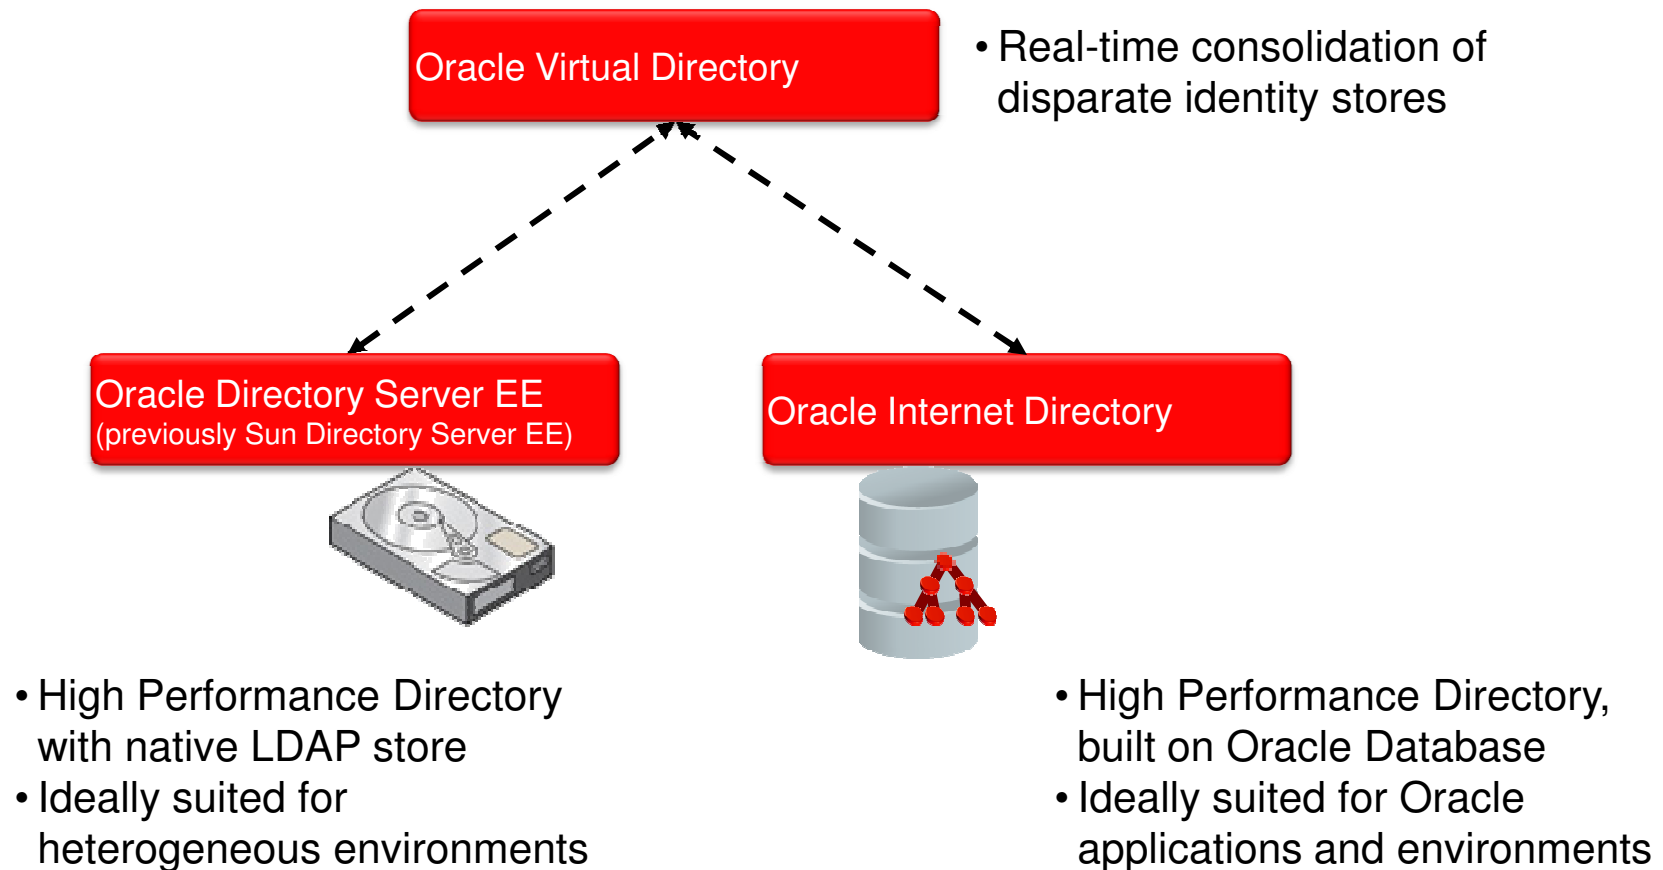 Oracle Virtual Directory
• Real-time consolidation of
disparate identity stores
Oracle Directory Server EE
(previously Sun Directory Server EE)
Oracle Internet Directory
• High Performance Directory
with native LDAP store
• Ideally suited for
heterogeneous environments
• High Performance Directory,
built on Oracle Database
• Ideally suited for Oracle
applications and environments